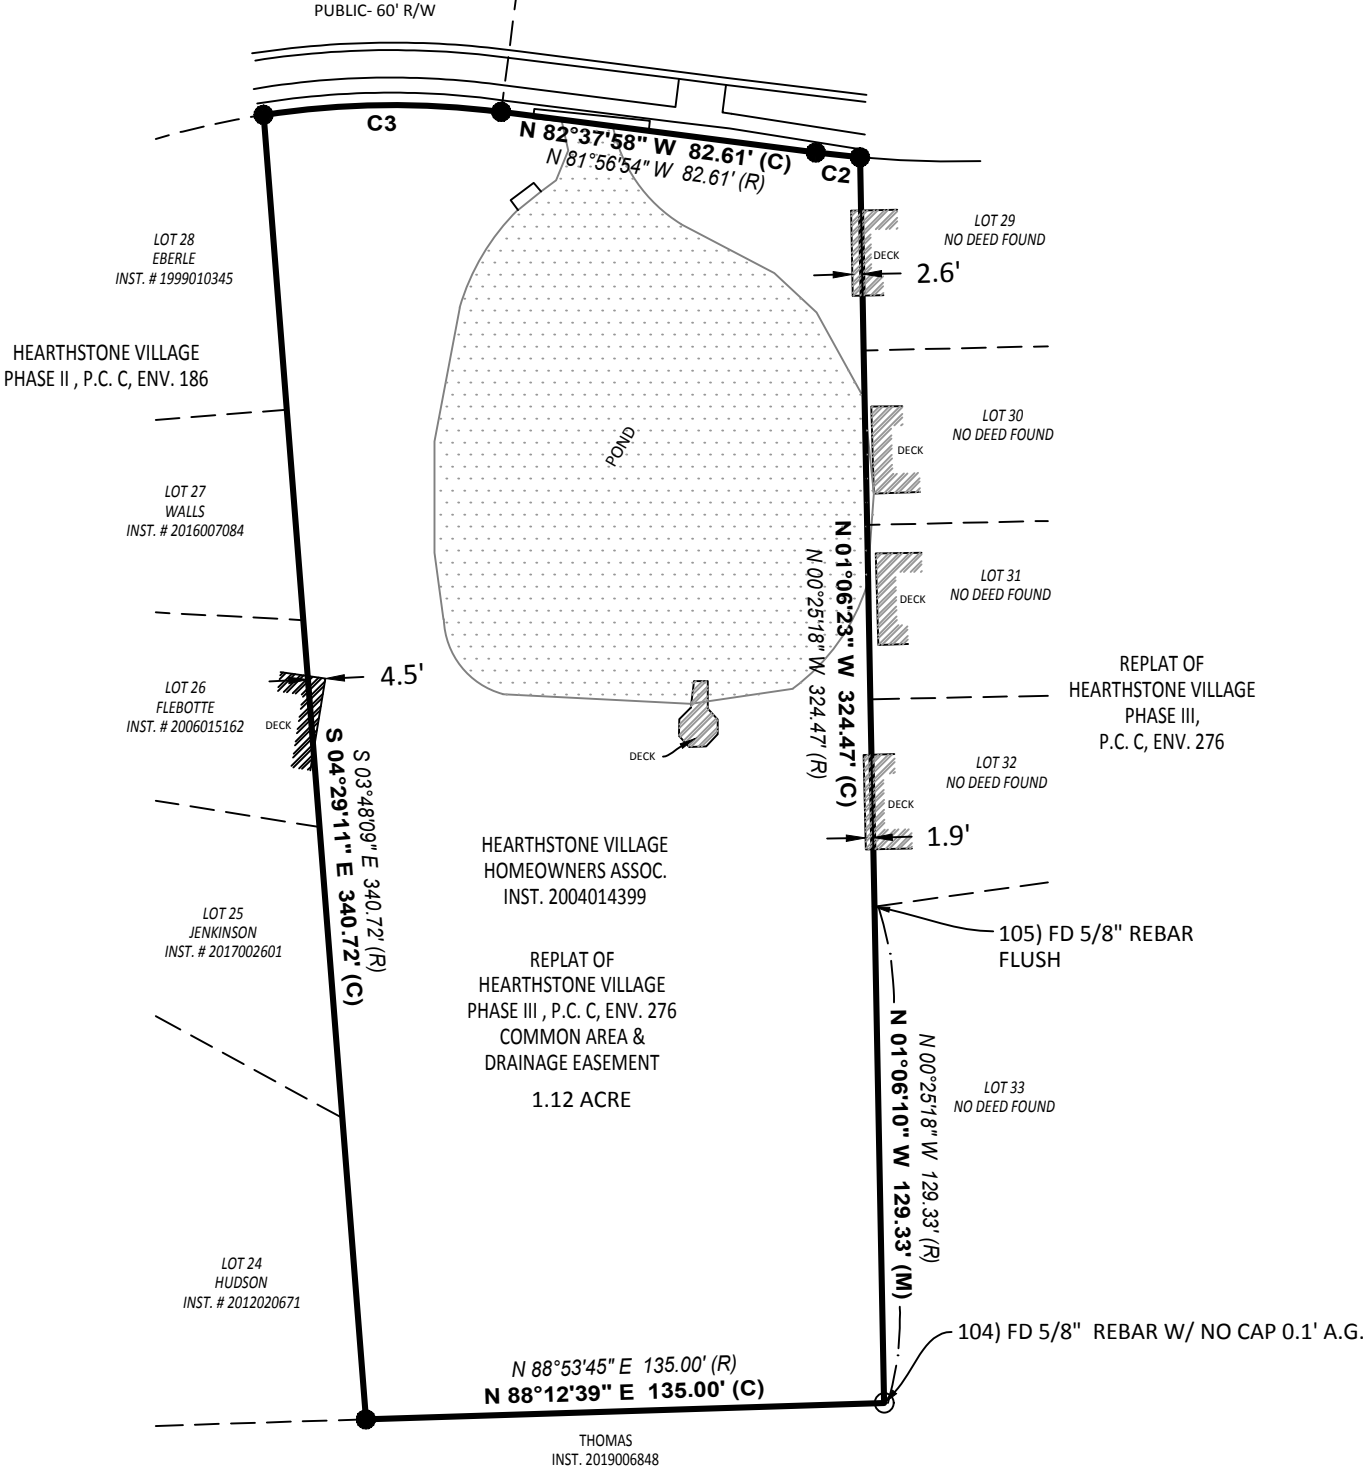 PUBLIC- 60' R/W
C3
N 82°37'58" W 82.61' (C)
N 81°56'54" W 82.61' (R)
C2
LOT 28
EBERLE
INST. # 1999010345
LOT 29
NO DEED FOUND
DECK
2.6'
HEARTHSTONE VILLAGE
PHASE II , P.C. C, ENV. 186
LOT 30
NO DEED FOUND
DECK
POND
LOT 27
WALLS
INST. # 2016007084
N 01°06'23" W 324.47' (C)
N 00°25'18" W 324.47' (R)
LOT 31
NO DEED FOUND
DECK
4.5'
LOT 26
FLEBOTTE
INST. # 2006015162
DECK
REPLAT OF
HEARTHSTONE VILLAGE
PHASE III,
P.C. C, ENV. 276
DECK
LOT 32
NO DEED FOUND
DECK
1.9'
S 03°48'09" E 340.72' (R)
S 04°29'11" E 340.72' (C)
HEARTHSTONE VILLAGE
HOMEOWNERS ASSOC.
INST. 2004014399
LOT 25
JENKINSON
INST. # 2017002601
105) FD 5/8" REBAR
FLUSH
REPLAT OF
HEARTHSTONE VILLAGE
PHASE III , P.C. C, ENV. 276
COMMON AREA &
DRAINAGE EASEMENT
1.12 ACRE
N 00°25'18" W 129.33' (R)
N 01°06'10" W 129.33' (M)
LOT 33
NO DEED FOUND
LOT 24
HUDSON
INST. # 2012020671
104) FD 5/8" REBAR W/ NO CAP 0.1' A.G.
N 88°53'45" E 135.00' (R)
N 88°12'39" E 135.00' (C)
THOMAS
INST. 2019006848